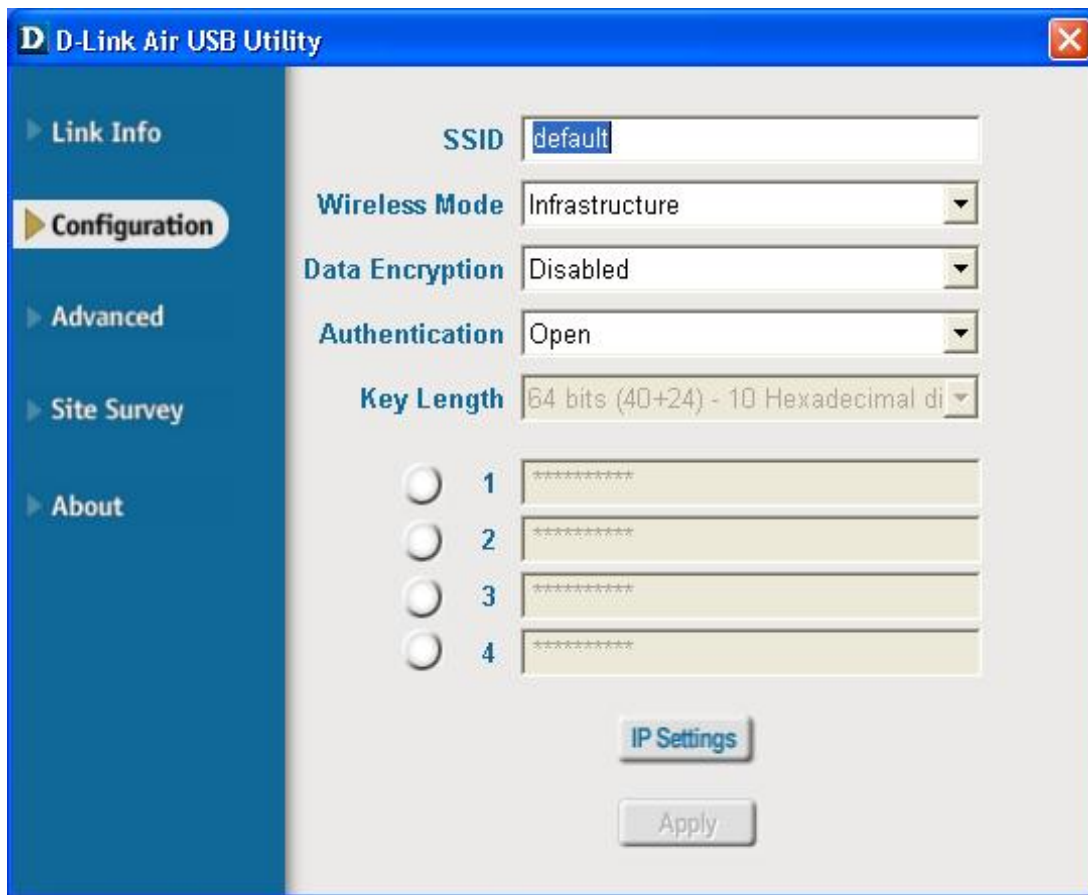 D D-Link Air USB Utility
Link Info
Configuration
Advanced
Site Survey
About
SSID default
Wireless Mode Infrastructure
Data Encryption Disabled
Authentication Open
Key Length 64 bits (40+24) - 10 Hexadecimal di
1 **********
2 **********
3 **********
4 **********
IP Settings
Apply